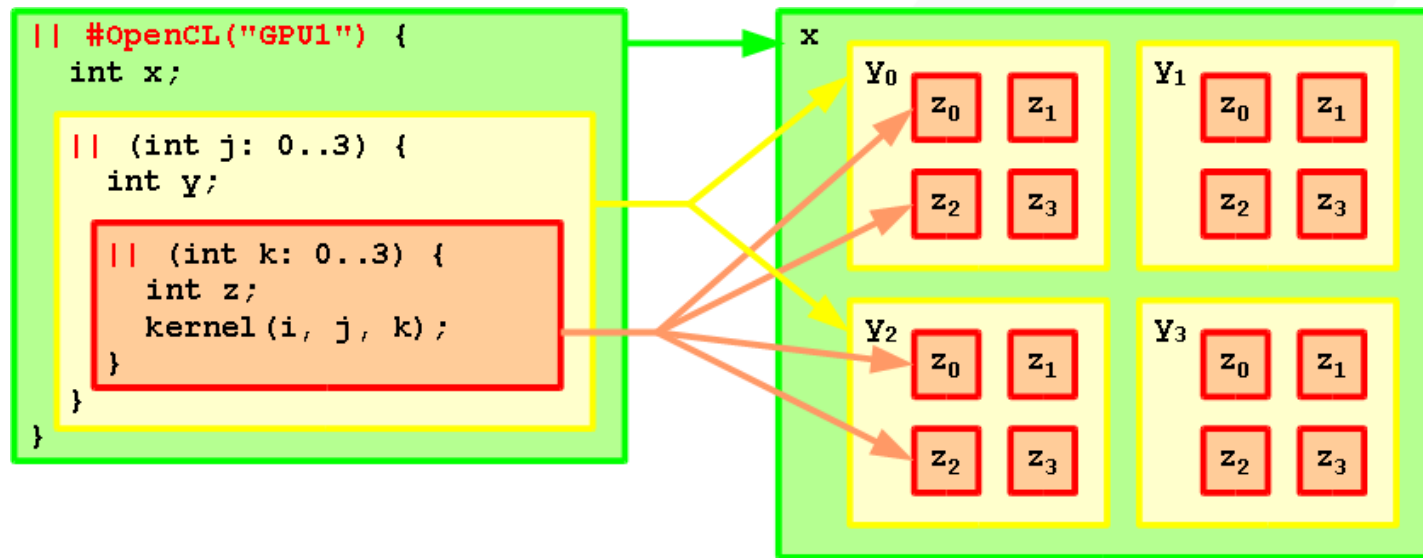 || #OpenCL("GPU1") {
int x;
|| (int j: 0..3) {
int y;
|| (int k: 0..3) {
int z;
kernel(i, j, k);
}
}
}
x
y₀
z₀ z₁
z₂ z₃
y₁
z₀ z₁
z₂ z₃
y₂
z₀ z₁
z₂ z₃
y₃
z₀ z₁
z₂ z₃